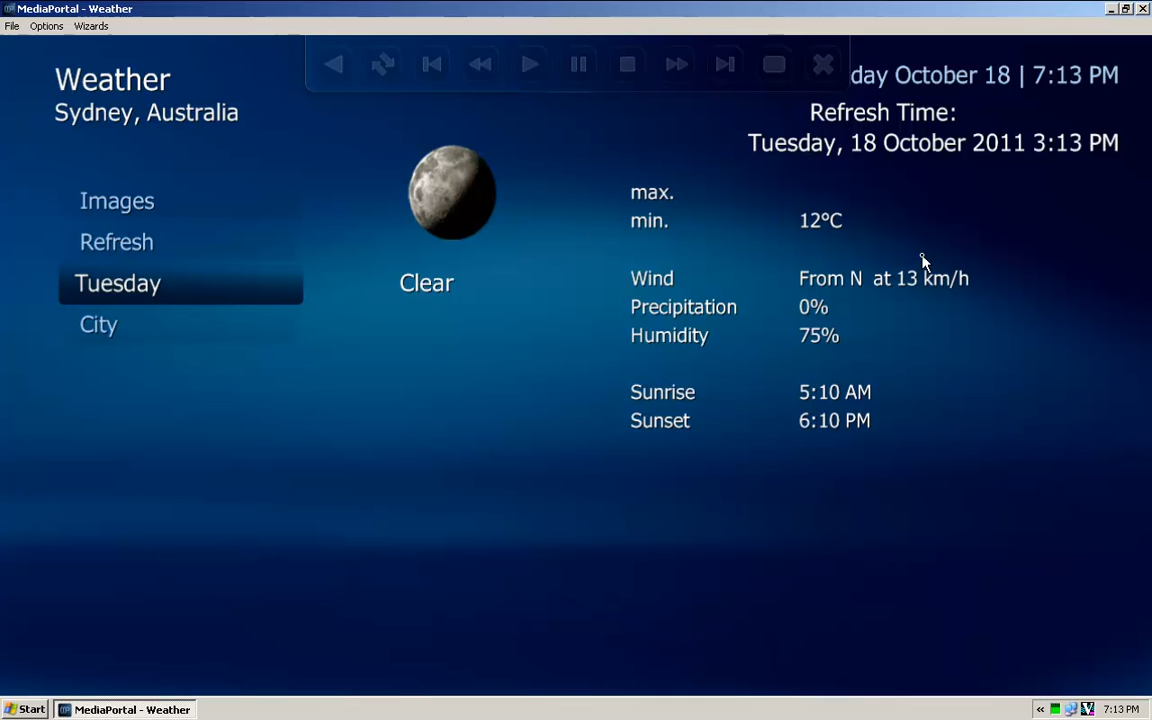 MediaPortal - Weather
File Options Wizards
Weather
Sydney, Australia
day October 18 | 7:13 PM
Refresh Time:
Tuesday, 18 October 2011 3:13 PM
Images
Refresh
Tuesday
City
Clear
max.
min. 12°C
Wind From N at 13 km/h
Precipitation 0%
Humidity 75%
Sunrise 5:10 AM
Sunset 6:10 PM
Start MediaPortal - Weather 7:13 PM